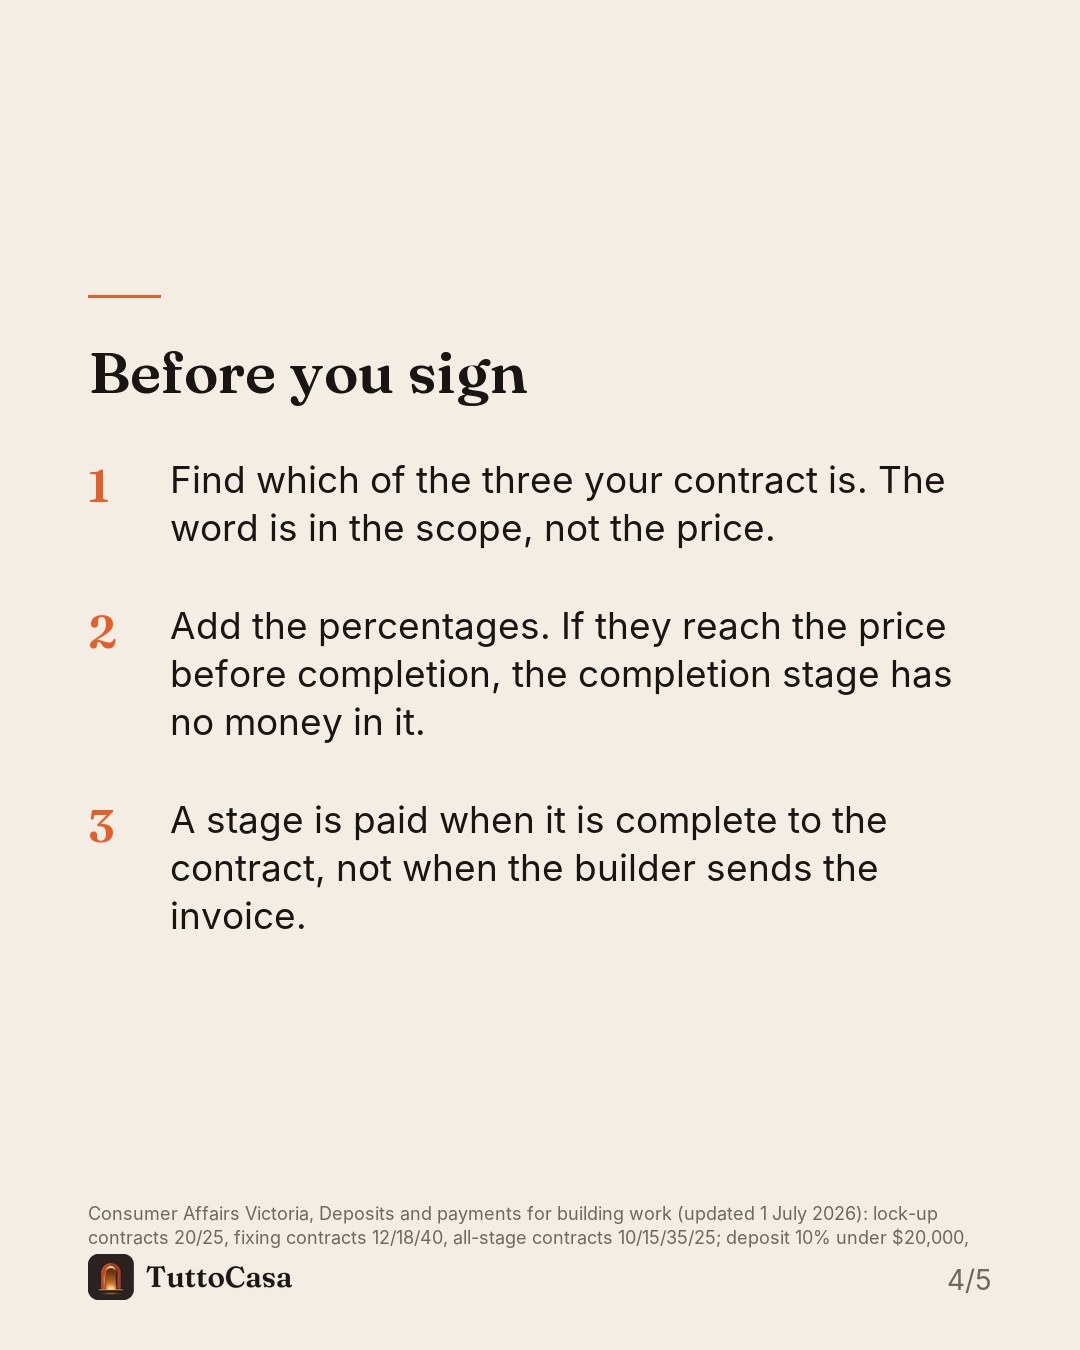 Before you sign
1 Find which of the three your contract is. The
word is in the scope, not the price.
2 Add the percentages. If they reach the price
before completion, the completion stage has
no money in it.
3 A stage is paid when it is complete to the
contract, not when the builder sends the
invoice.
Consumer Affairs Victoria, Deposits and payments for building work (updated 1 July 2026): lock-up
contracts 20/25, fixing contracts 12/18/40, all-stage contracts 10/15/35/25; deposit 10% under $20,000,
TuttoCasa
4/5